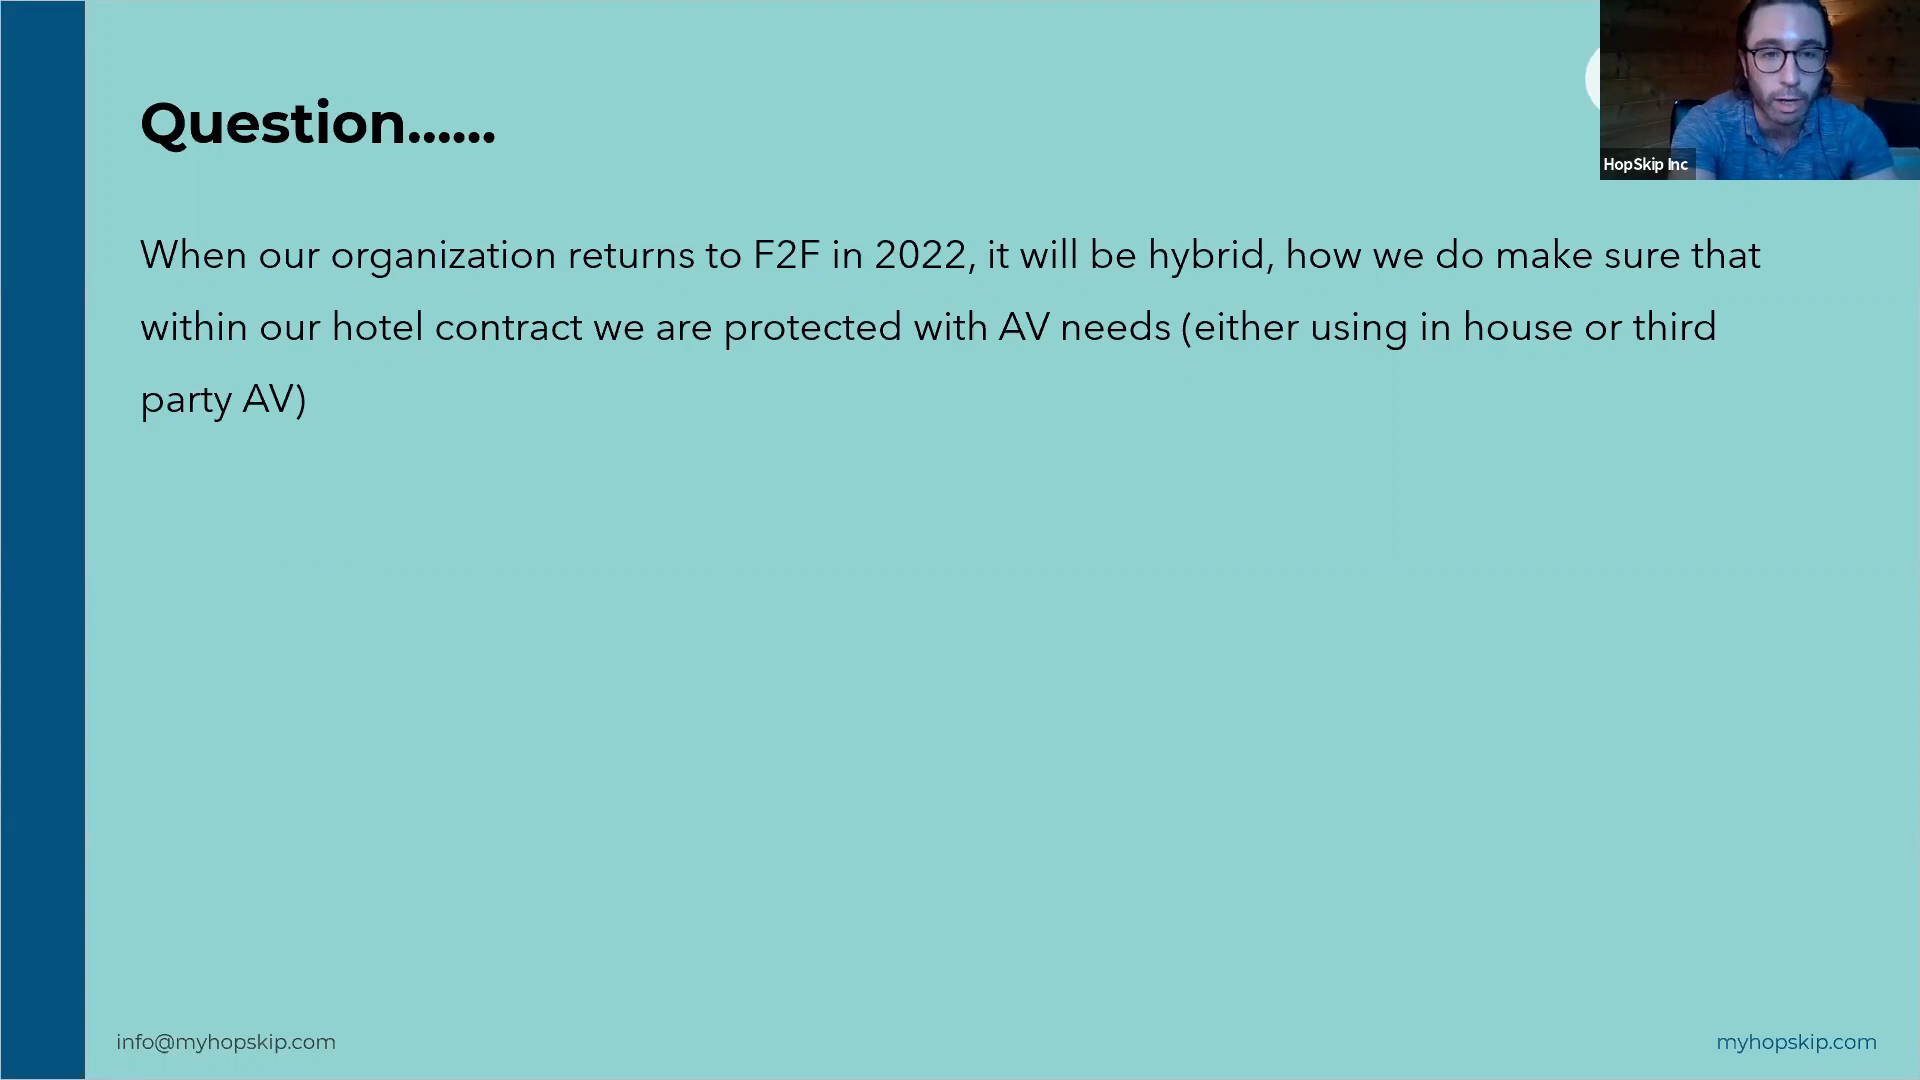 Question......
HopSkip Inc
When our organization returns to F2F in 2022, it will be hybrid, how we do make sure that
within our hotel contract we are protected with AV needs (either using in house or third
party AV)
info@myhopskip.com
myhopskip.com